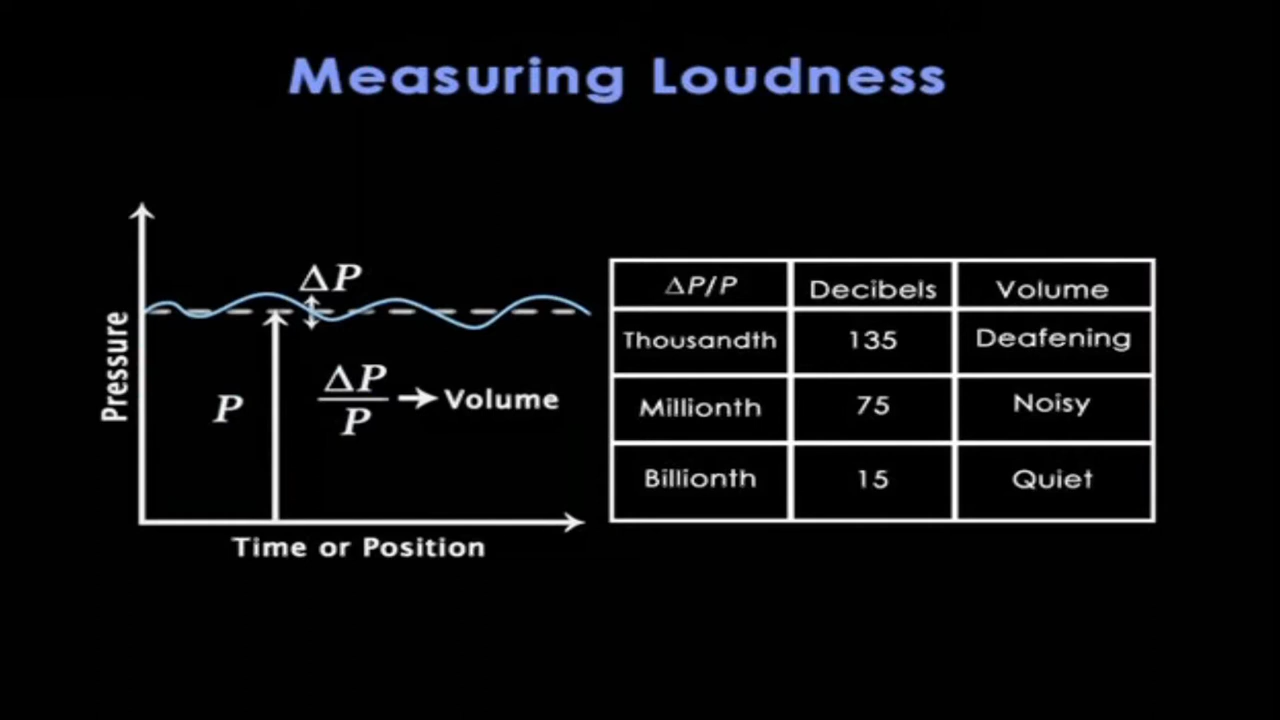 Measuring Loudness
Pressure
ΔP
P
ΔP
P
Volume
Time or Position
ΔP/P Decibels Volume
Thousandth 135 Deafening
Millionth 75 Noisy
Billionth 15 Quiet